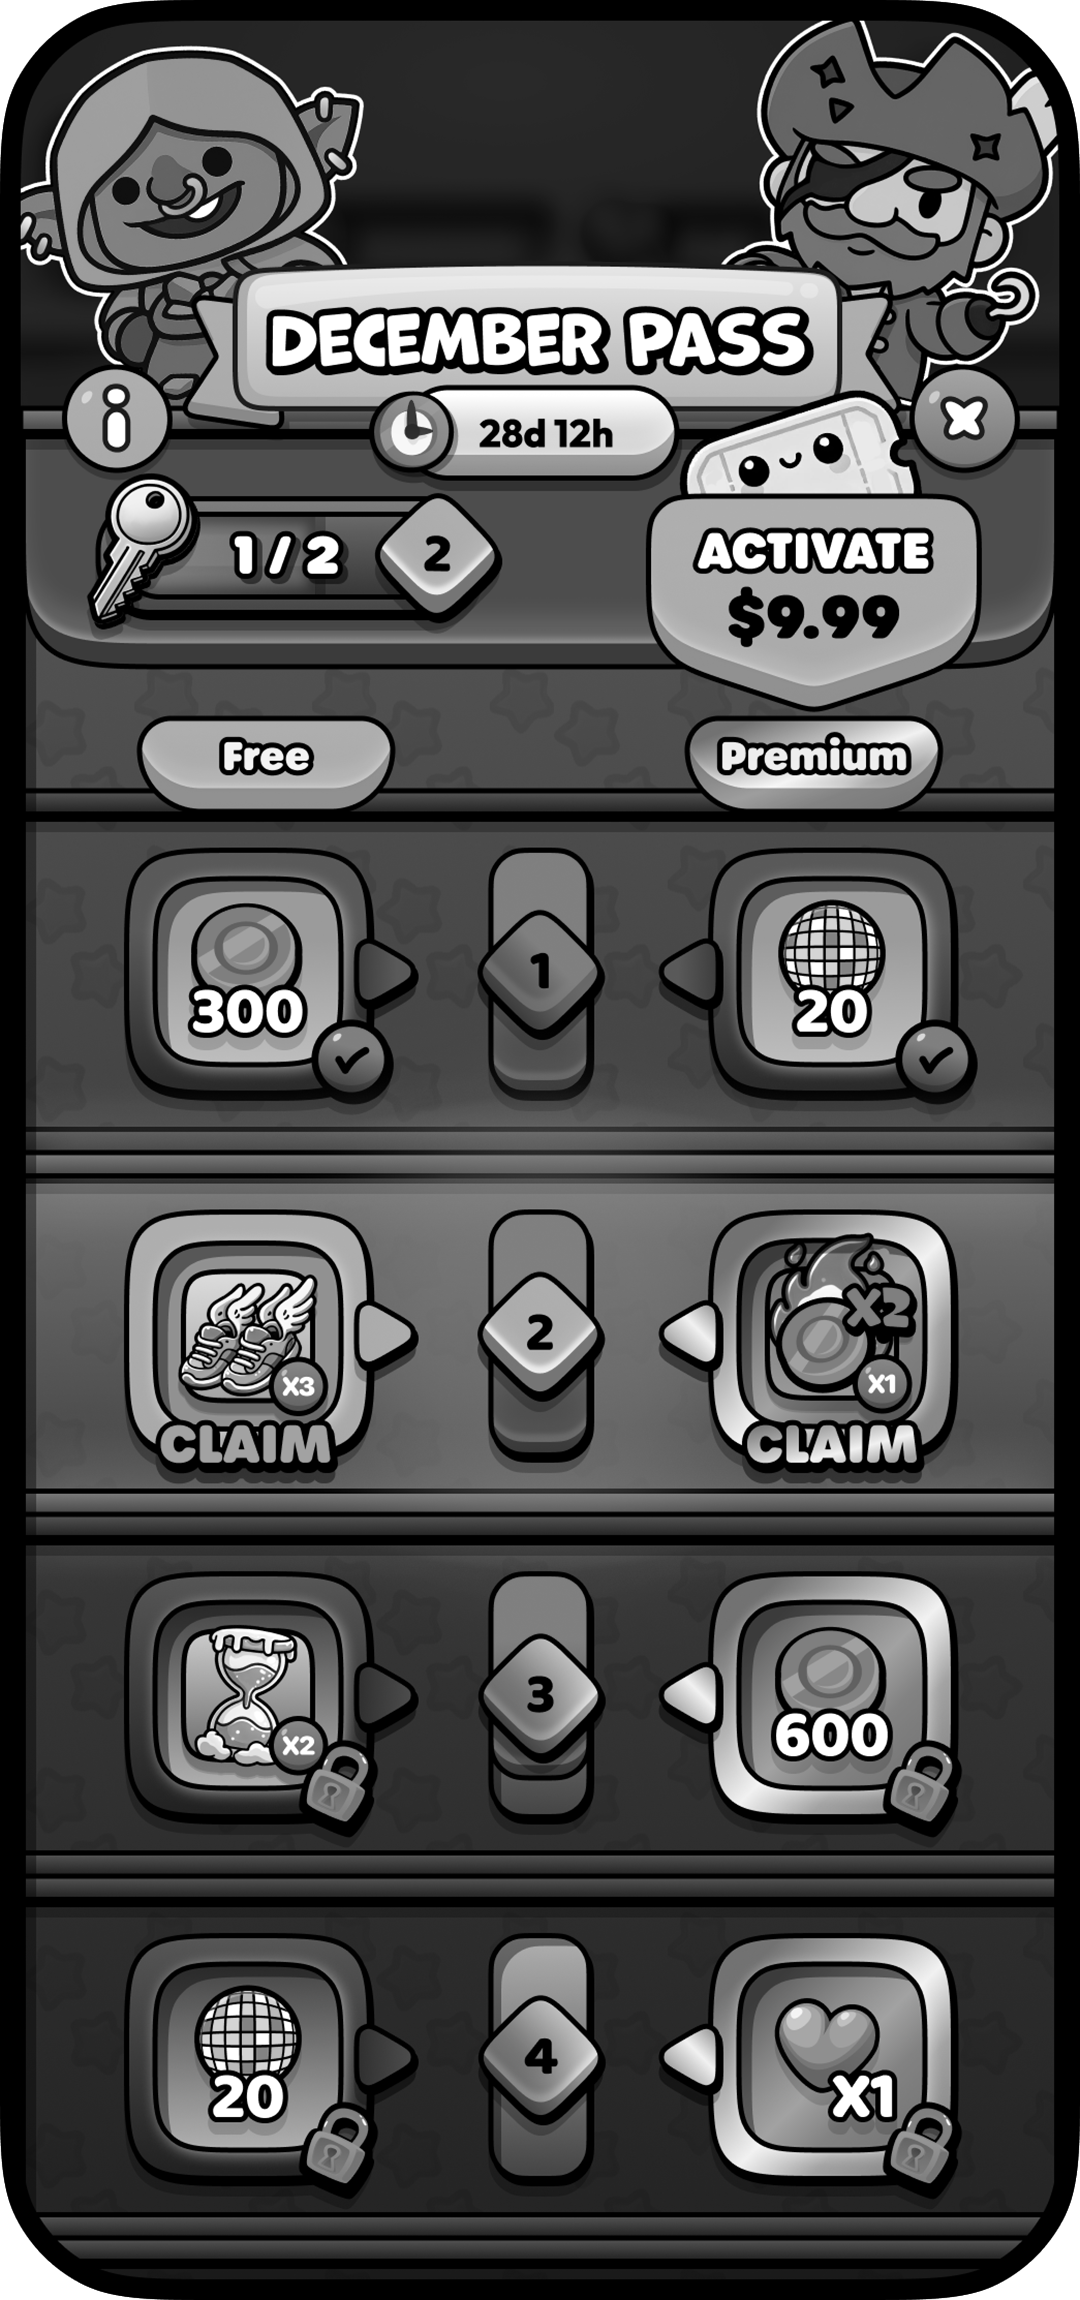 DECEMBER PASS
28d 12h
1/2
2
ACTIVATE
$9.99
Free
Premium
300
1
20
X3
CLAIM
2
X2
X1
CLAIM
X2
3
600
20
4
X1